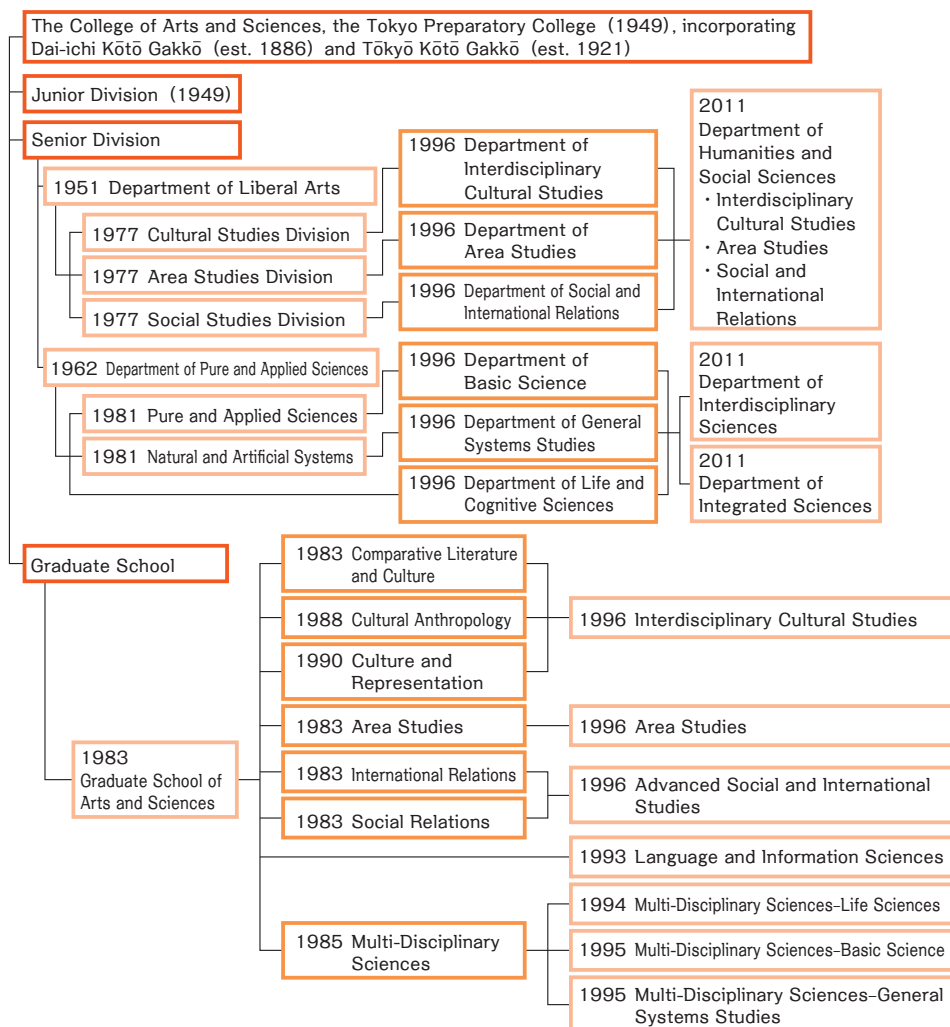 The College of Arts and Sciences, the Tokyo Preparatory College (1949), incorporating
Dai-ichi Kōtō Gakkō (est. 1886) and Tōkyō Kōtō Gakkō (est. 1921)
Junior Division (1949)
Senior Division
1951 Department of Liberal Arts
1977 Cultural Studies Division
1977 Area Studies Division
1977 Social Studies Division
1996 Department of
Interdisciplinary
Cultural Studies
1996 Department of
Area Studies
1996 Department of Social and
International Relations
2011
Department of
Humanities and
Social Sciences
・Interdisciplinary
Cultural Studies
・Area Studies
・Social and
International
Relations
1962 Department of Pure and Applied Sciences
1981 Pure and Applied Sciences
1981 Natural and Artificial Systems
1996 Department of
Basic Science
1996 Department of General
Systems Studies
1996 Department of Life and
Cognitive Sciences
2011
Department of
Interdisciplinary
Sciences
2011
Department of
Integrated Sciences
Graduate School
1983
Graduate School of
Arts and Sciences
1983 Comparative Literature
and Culture
1988 Cultural Anthropology
1990 Culture and
Representation
1996 Interdisciplinary Cultural Studies
1983 Area Studies
1996 Area Studies
1983 International Relations
1983 Social Relations
1996 Advanced Social and International
Studies
1993 Language and Information Sciences
1985 Multi-Disciplinary
Sciences
1994 Multi-Disciplinary Sciences–Life Sciences
1995 Multi-Disciplinary Sciences–Basic Science
1995 Multi-Disciplinary Sciences–General
Systems Studies